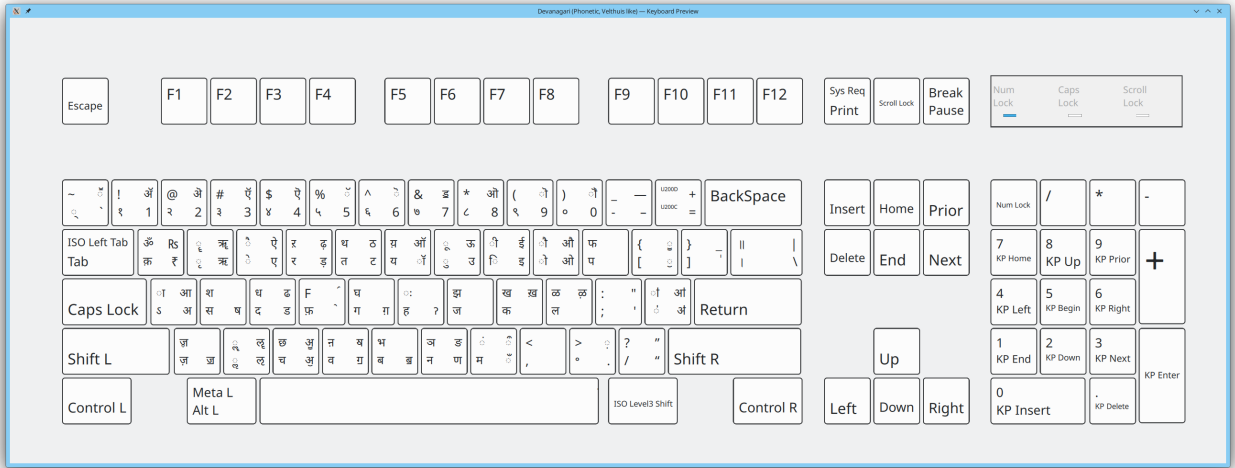 Devanagari (Phonetic, Velthuis like) — Keyboard Preview
Escape F1 F2 F3 F4 F5 F6 F7 F8 F9 F10 F11 F12 Sys Req Print Scroll Lock Break Pause Num Lock Caps Lock Scroll Lock
~ ! ऄ @ ऒ # ऍ $ ऎ % ^ & ड * ओ ( ो ) ौ _ — U200D + BackSpace Insert Home Prior Num Lock / * -
१ 1 २ 2 ३ 3 ४ 4 ५ 5 ६ 6 ७ 7 ८ 8 ९ 9 ० 0 - – U200C =
ISO Left Tab ॐ ₨ ॄ ॠ ै ऐ ऱ ढ़ थ ठ य़ ऑ ू ऊ ी ई ौ औ फ { } _ ॥ | Delete End Next 7 KP Home 8 KP Up 9 KP Prior +
Tab क़ ₹ ृ ऋ े ए र ड़ त ट य ॉ ु उ ि इ ो ओ प [ ] ' । \
Caps Lock ा आ श ध ढ F घ ः झ ख ख़ ळ ऴ : " Return 4 KP Left 5 KP Begin 6 KP Right
ऽ अ स ष द ड फ़ ` ग ग़ ह ज क ल ; ' ं अं
Shift L ज़ ॣ ॡ छ ऩ ष भ ञ ङ < > ? ” Shift R Up 1 KP End 2 KP Down 3 KP Next KP Enter
ज़ ॢ ऌ च व ब न ण म ँ , ° . / “
Control L Meta L Alt L ISO Level3 Shift Control R Left Down Right 0 KP Insert . KP Delete